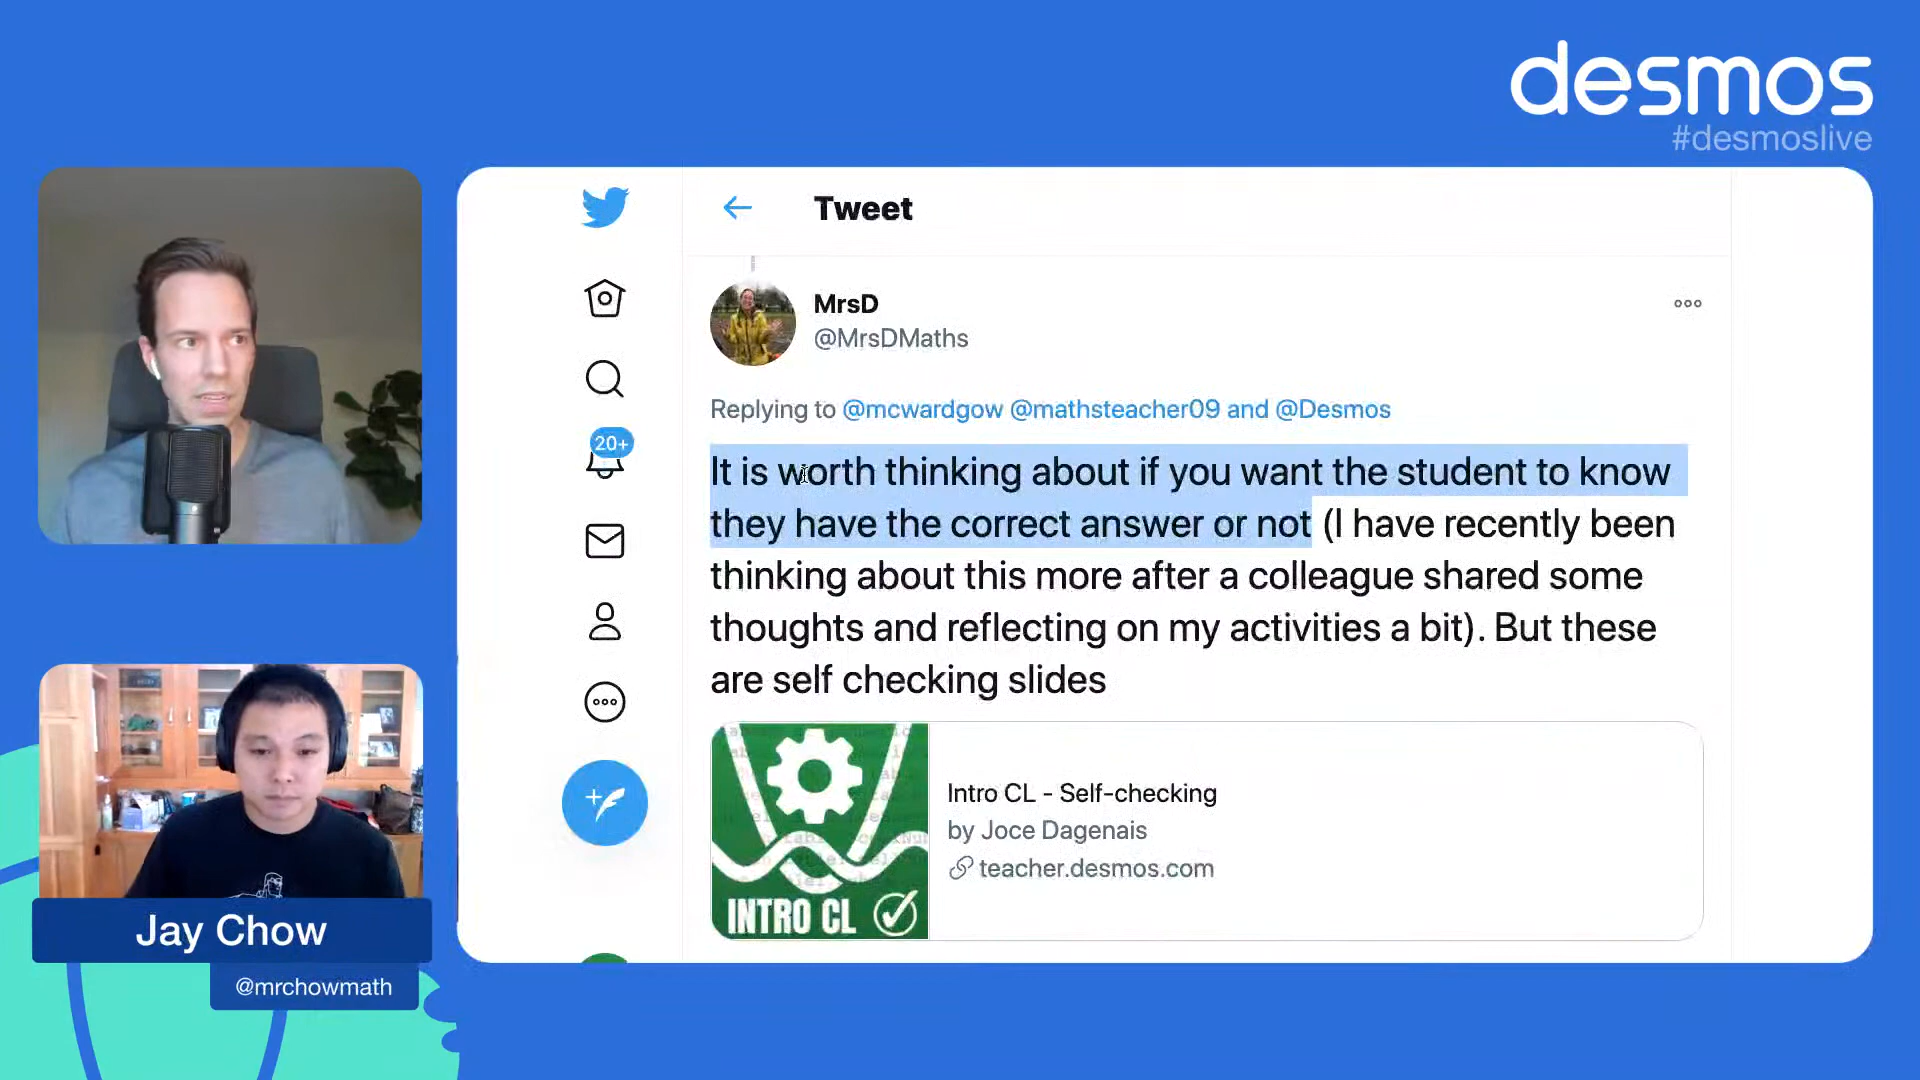 desmos
#desmoslive
Tweet
MrsD
@MrsDMaths
Replying to @mcwardgow @mathsteacher09 and @Desmos
20+
It is worth thinking about if you want the student to know
they have the correct answer or not (I have recently been
thinking about this more after a colleague shared some
thoughts and reflecting on my activities a bit). But these
are self checking slides
Intro CL - Self-checking
by Joce Dagenais
teacher.desmos.com
INTRO CL
Jay Chow
@mrchowmath